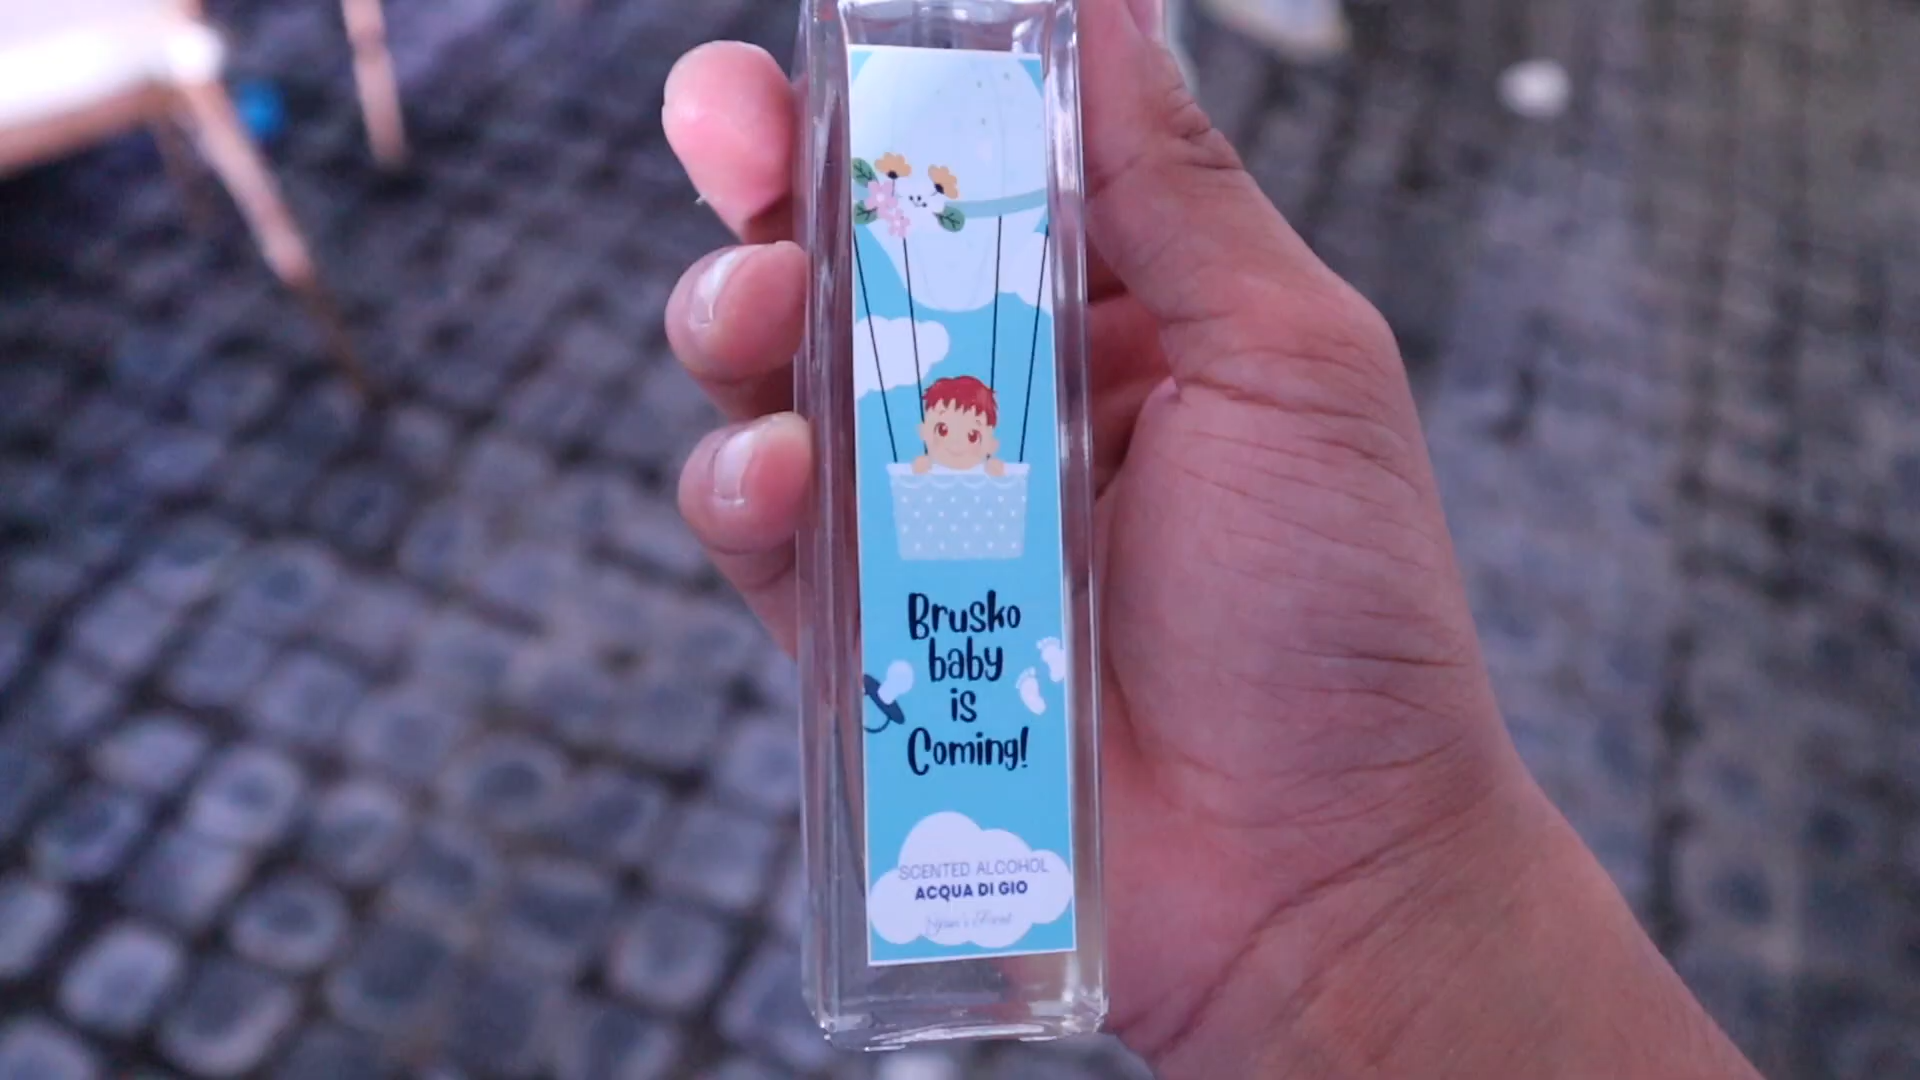 Brusko
baby
is
Coming!
SCENTED ALCOHOL
ACQUA DI GIO